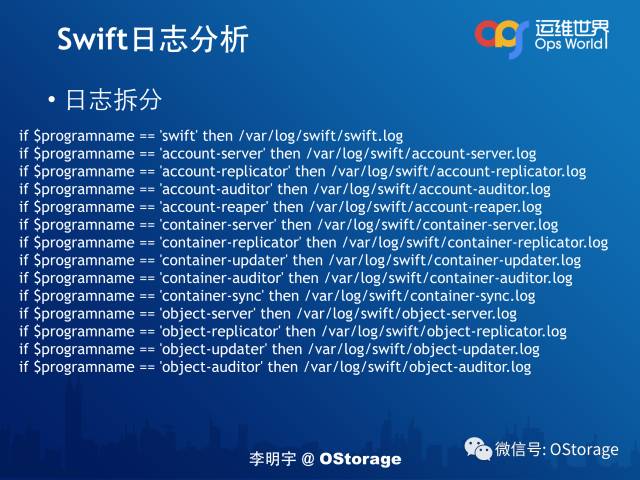 Swift日志分析
ops 运维世界
Ops World
• 日志拆分
if $programname == 'swift' then /var/log/swift/swift.log
if $programname == 'account-server' then /var/log/swift/account-server.log
if $programname == 'account-replicator' then /var/log/swift/account-replicator.log
if $programname == 'account-auditor' then /var/log/swift/account-auditor.log
if $programname == 'account-reaper' then /var/log/swift/account-reaper.log
if $programname == 'container-server' then /var/log/swift/container-server.log
if $programname == 'container-replicator' then /var/log/swift/container-replicator.log
if $programname == 'container-updater' then /var/log/swift/container-updater.log
if $programname == 'container-auditor' then /var/log/swift/container-auditor.log
if $programname == 'container-sync' then /var/log/swift/container-sync.log
if $programname == 'object-server' then /var/log/swift/object-server.log
if $programname == 'object-replicator' then /var/log/swift/object-replicator.log
if $programname == 'object-updater' then /var/log/swift/object-updater.log
if $programname == 'object-auditor' then /var/log/swift/object-auditor.log
微信号: OStorage
李明宇 @ OStorage